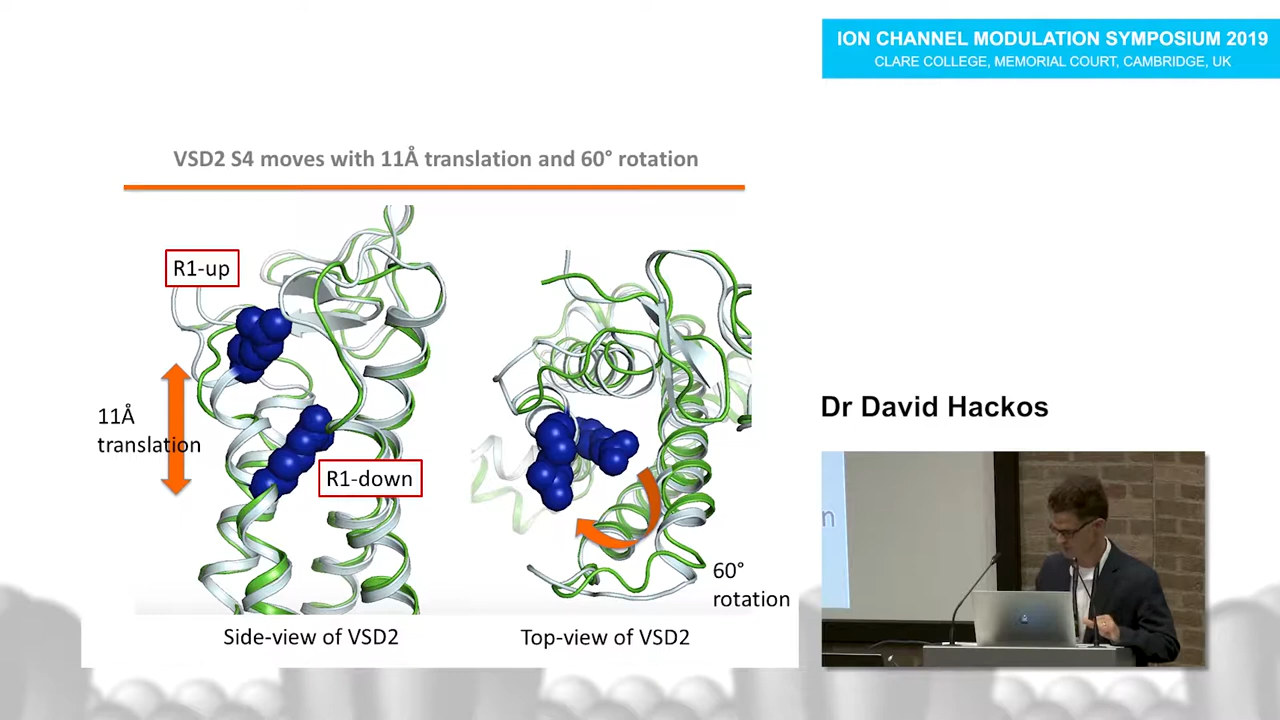 ION CHANNEL MODULATION SYMPOSIUM 2019
CLARE COLLEGE, MEMORIAL COURT, CAMBRIDGE, UK
VSD2 S4 moves with 11Å translation and 60° rotation
R1-up
11Å
translation
R1-down
60°
rotation
Side-view of VSD2
Top-view of VSD2
Dr David Hackos
n